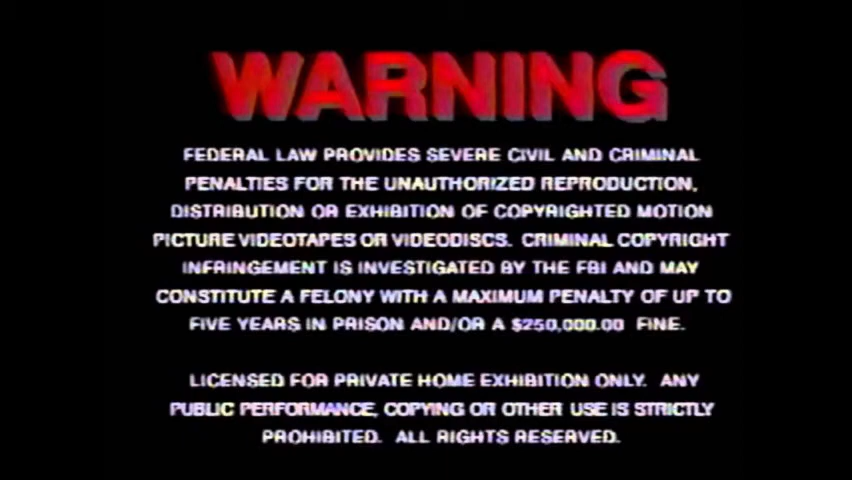 WARNING
FEDERAL LAW PROVIDES SEVERE CIVIL AND CRIMINAL
PENALTIES FOR THE UNAUTHORIZED REPRODUCTION,
DISTRIBUTION OR EXHIBITION OF COPYRIGHTED MOTION
PICTURE VIDEOTAPES OR VIDEODISCS. CRIMINAL COPYRIGHT
INFRINGEMENT IS INVESTIGATED BY THE FBI AND MAY
CONSTITUTE A FELONY WITH A MAXIMUM PENALTY OF UP TO
FIVE YEARS IN PRISON AND/OR A $250,000.00 FINE.
LICENSED FOR PRIVATE HOME EXHIBITION ONLY. ANY
PUBLIC PERFORMANCE, COPYING OR OTHER USE IS STRICTLY
PROHIBITED. ALL RIGHTS RESERVED.